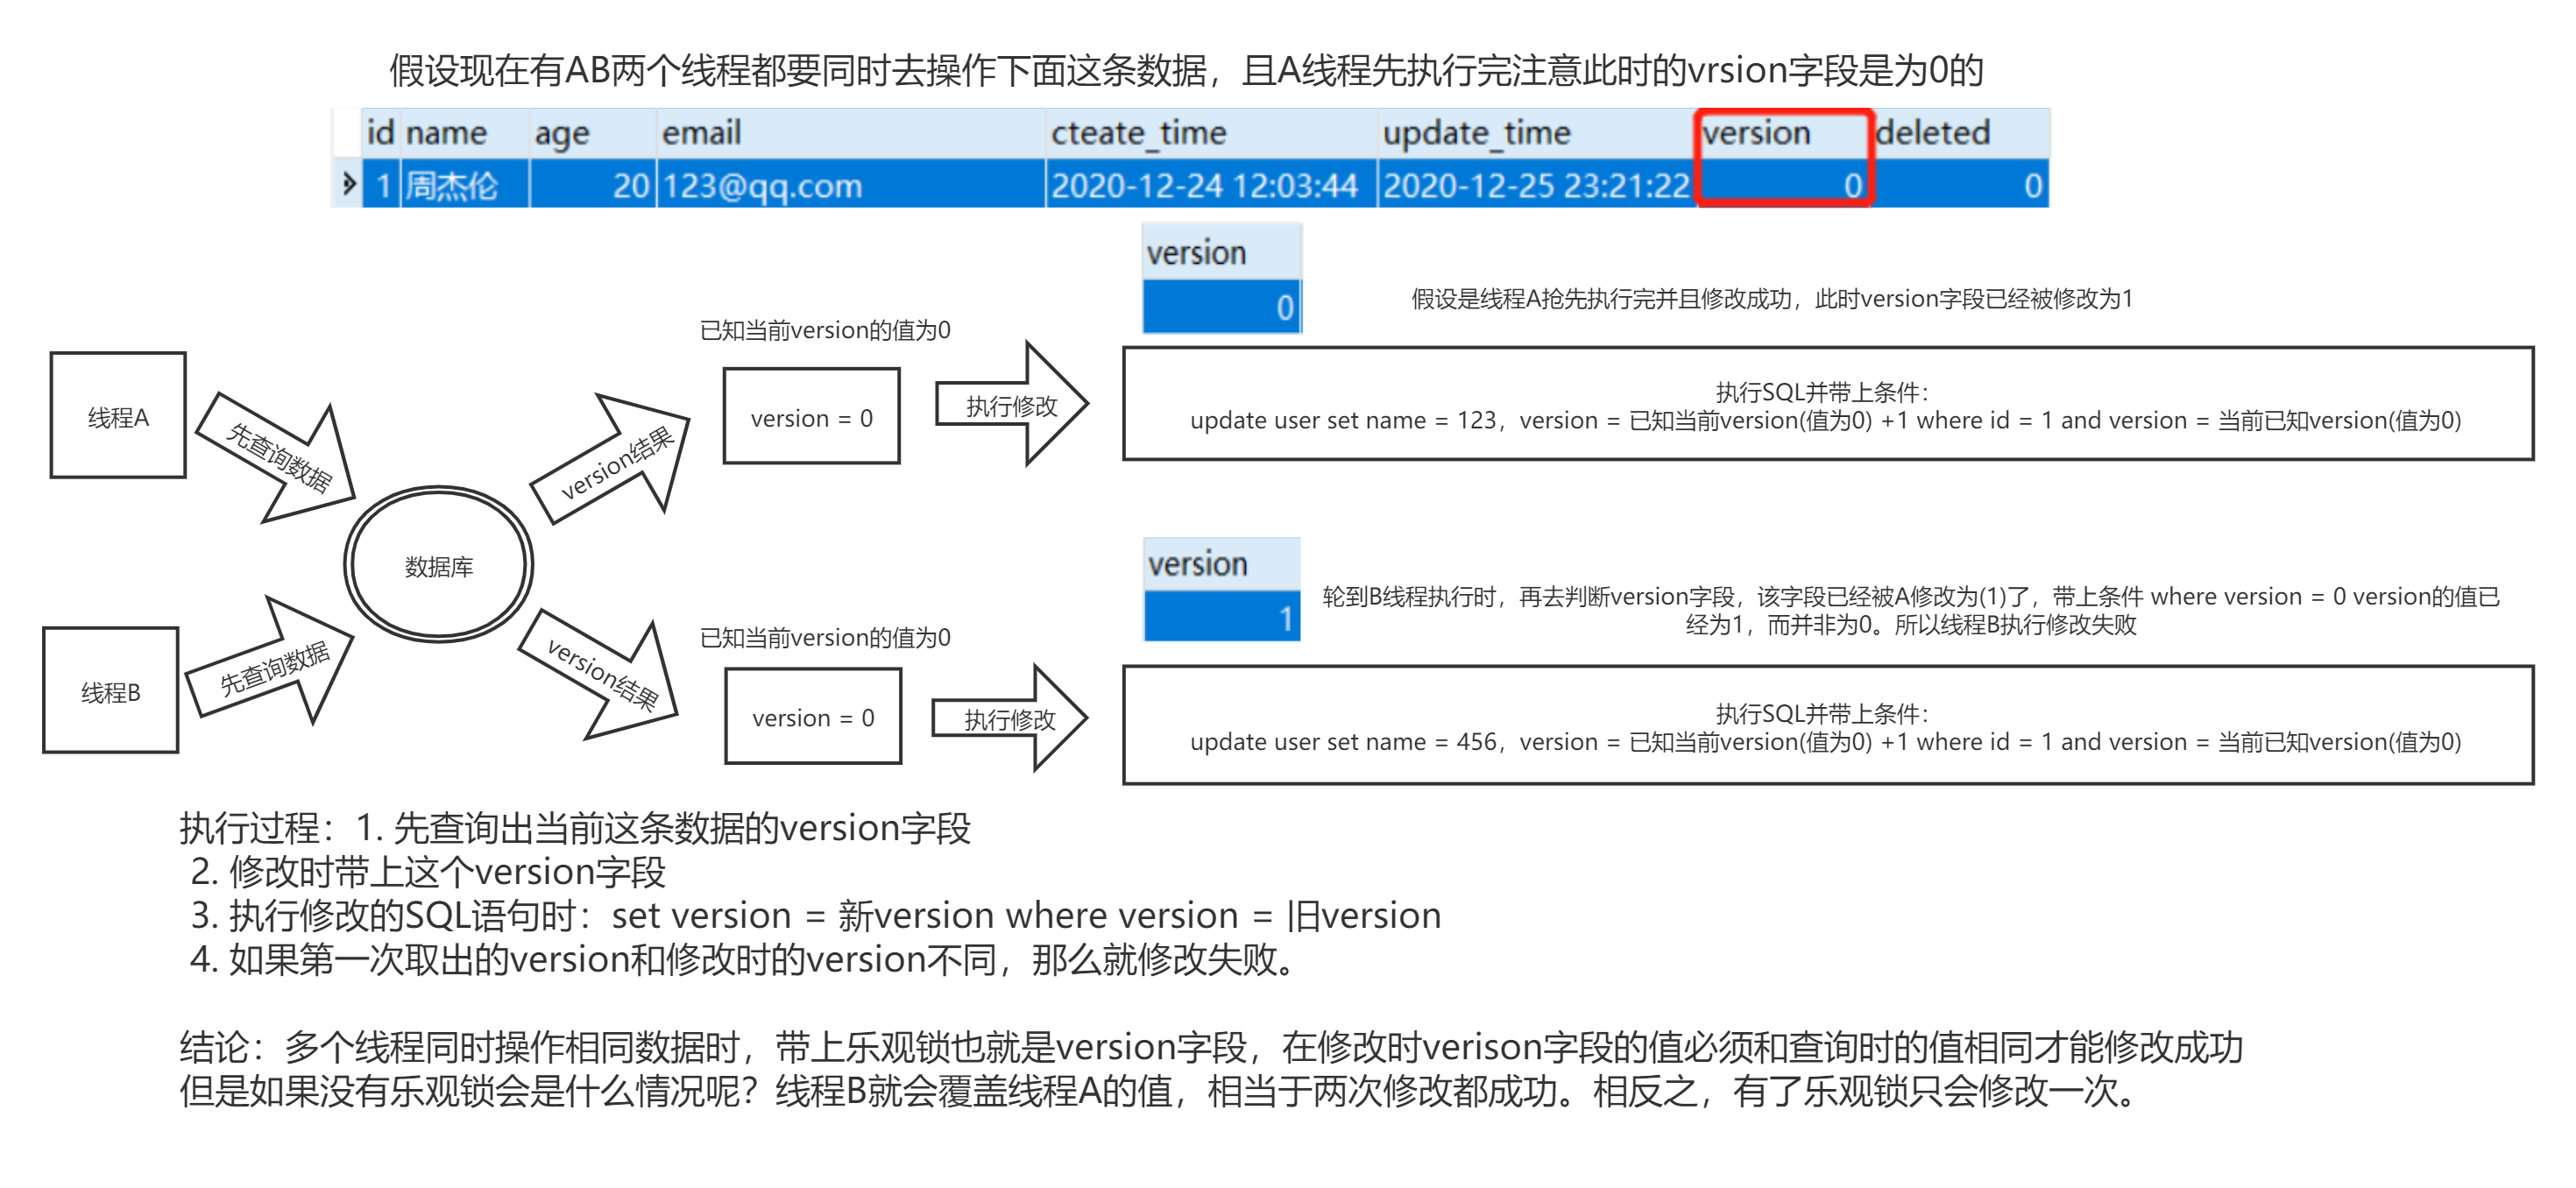 假设现在有AB两个线程都要同时去操作下面这条数据，且A线程先执行完注意此时的vrsion字段是为0的
id name age email cteate_time update_time version deleted
1 周杰伦 20 123@qq.com 2020-12-24 12:03:44 2020-12-25 23:21:22 0 0
version
0
假设是线程A抢先执行完并且修改成功，此时version字段已经被修改为1
已知当前version的值为0
线程A
先查询数据
version结果
version = 0
执行修改
执行SQL并带上条件：
update user set name = 123，version = 已知当前version(值为0) +1 where id = 1 and version = 当前已知version(值为0)
数据库
version
1
轮到B线程执行时，再去判断version字段，该字段已经被A修改为(1)了，带上条件 where version = 0 version的值已
经为1，而并非为0。所以线程B执行修改失败
已知当前version的值为0
线程B
先查询数据
version结果
version = 0
执行修改
执行SQL并带上条件：
update user set name = 456，version = 已知当前version(值为0) +1 where id = 1 and version = 当前已知version(值为0)
执行过程：1. 先查询出当前这条数据的version字段
2. 修改时带上这个version字段
3. 执行修改的SQL语句时：set version = 新version where version = 旧version
4. 如果第一次取出的version和修改时的version不同，那么就修改失败。
结论：多个线程同时操作相同数据时，带上乐观锁也就是version字段，在修改时verison字段的值必须和查询时的值相同才能修改成功
但是如果没有乐观锁会是什么情况呢？线程B就会覆盖线程A的值，相当于两次修改都成功。相反之，有了乐观锁只会修改一次。